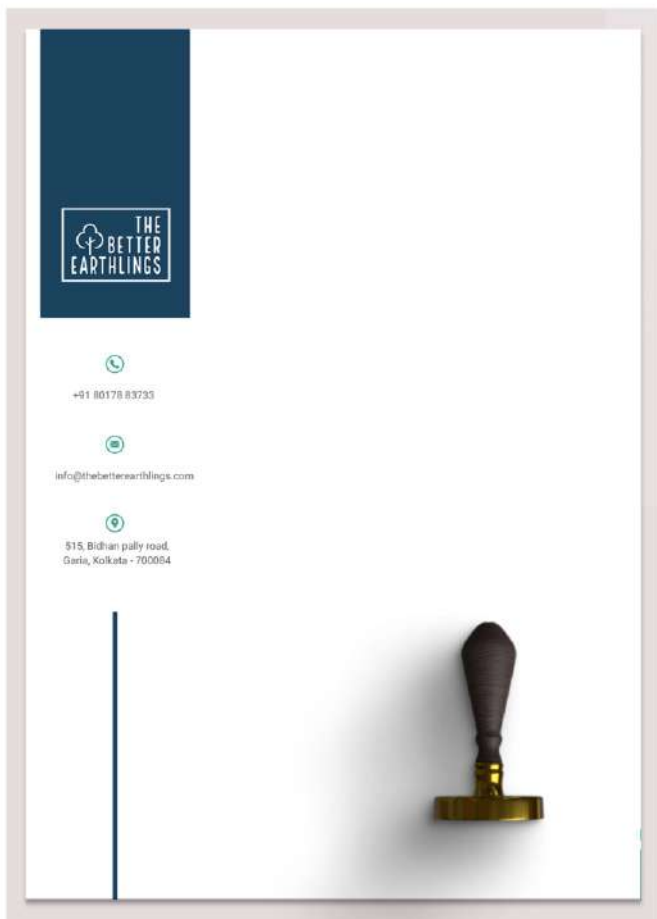 THE
BETTER
EARTHLINGS
+91 80178 83733
info@thebetterearthlings.com
515, Bidhan pally road,
Garia, Kolkata - 700084